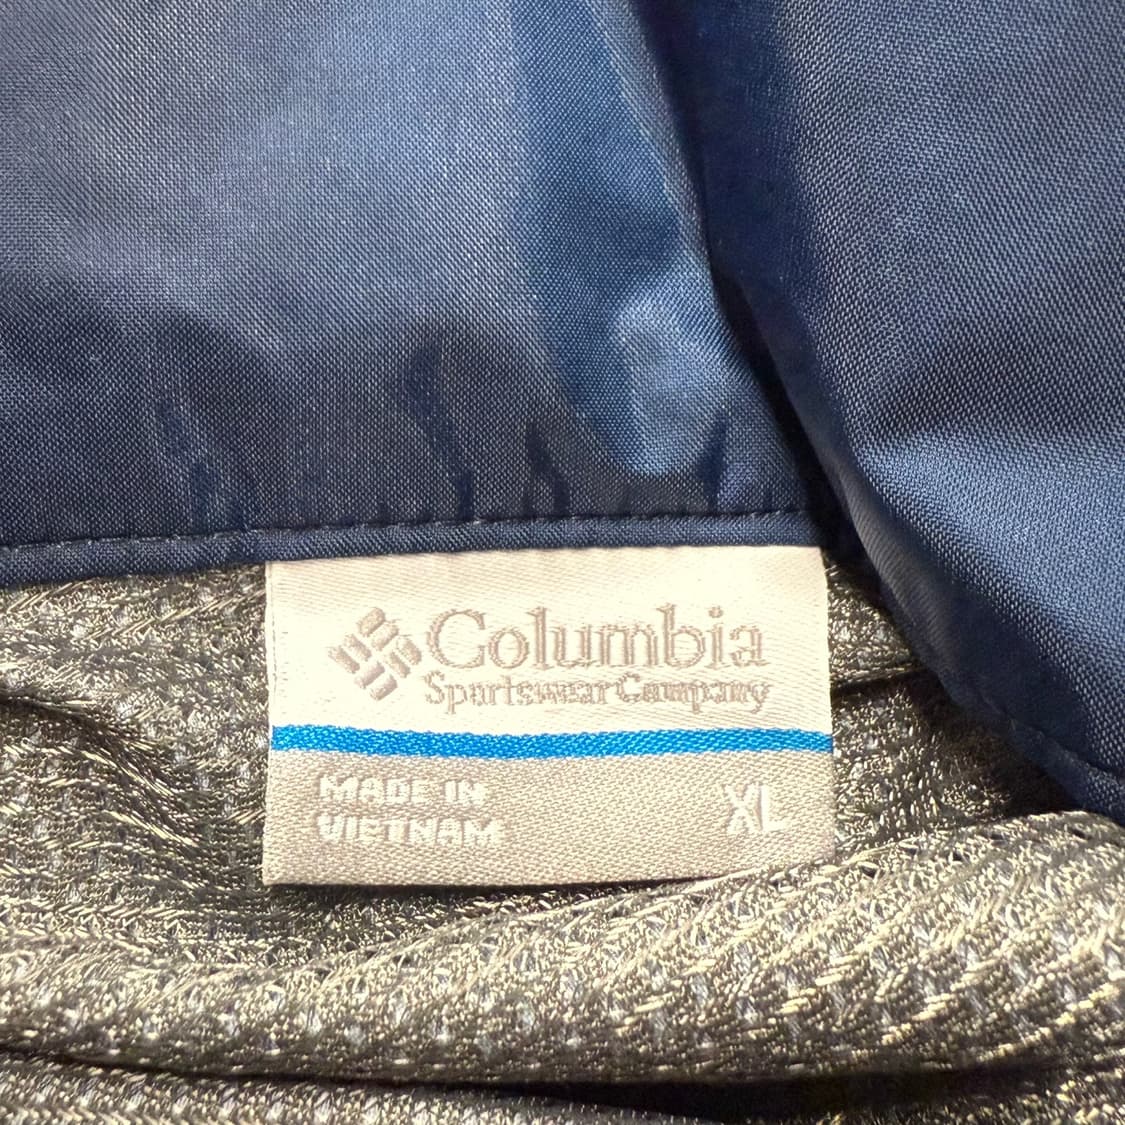 Columbia
Sportswear Company
MADE IN
VIETNAM
XL